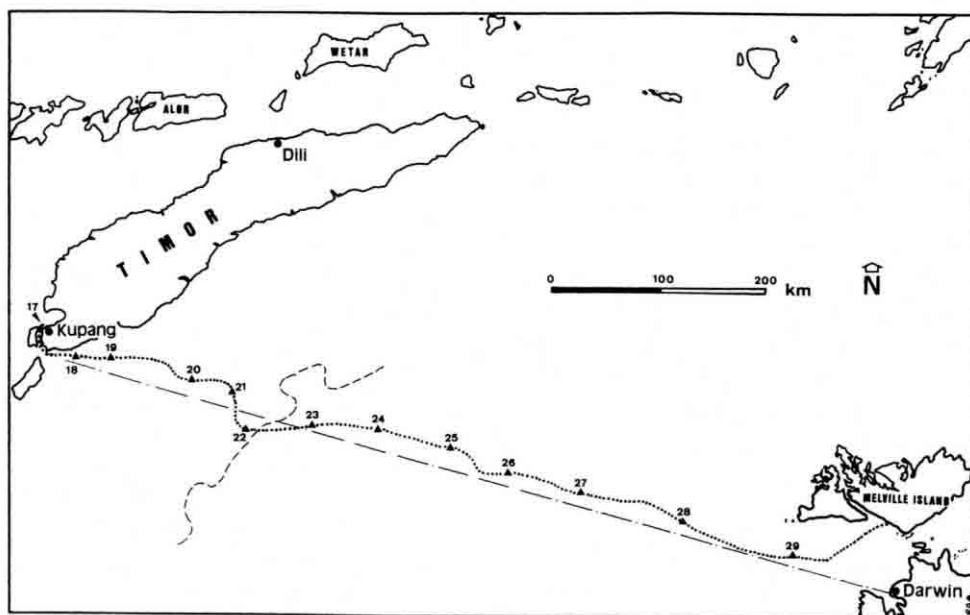 WETAR
ALOR
Dili
TIMOR
0 100 200 km
N
17
Kupang
18
19
20
21
22
23
24
25
26
27
28
29
MELVILLE ISLAND
Darwin